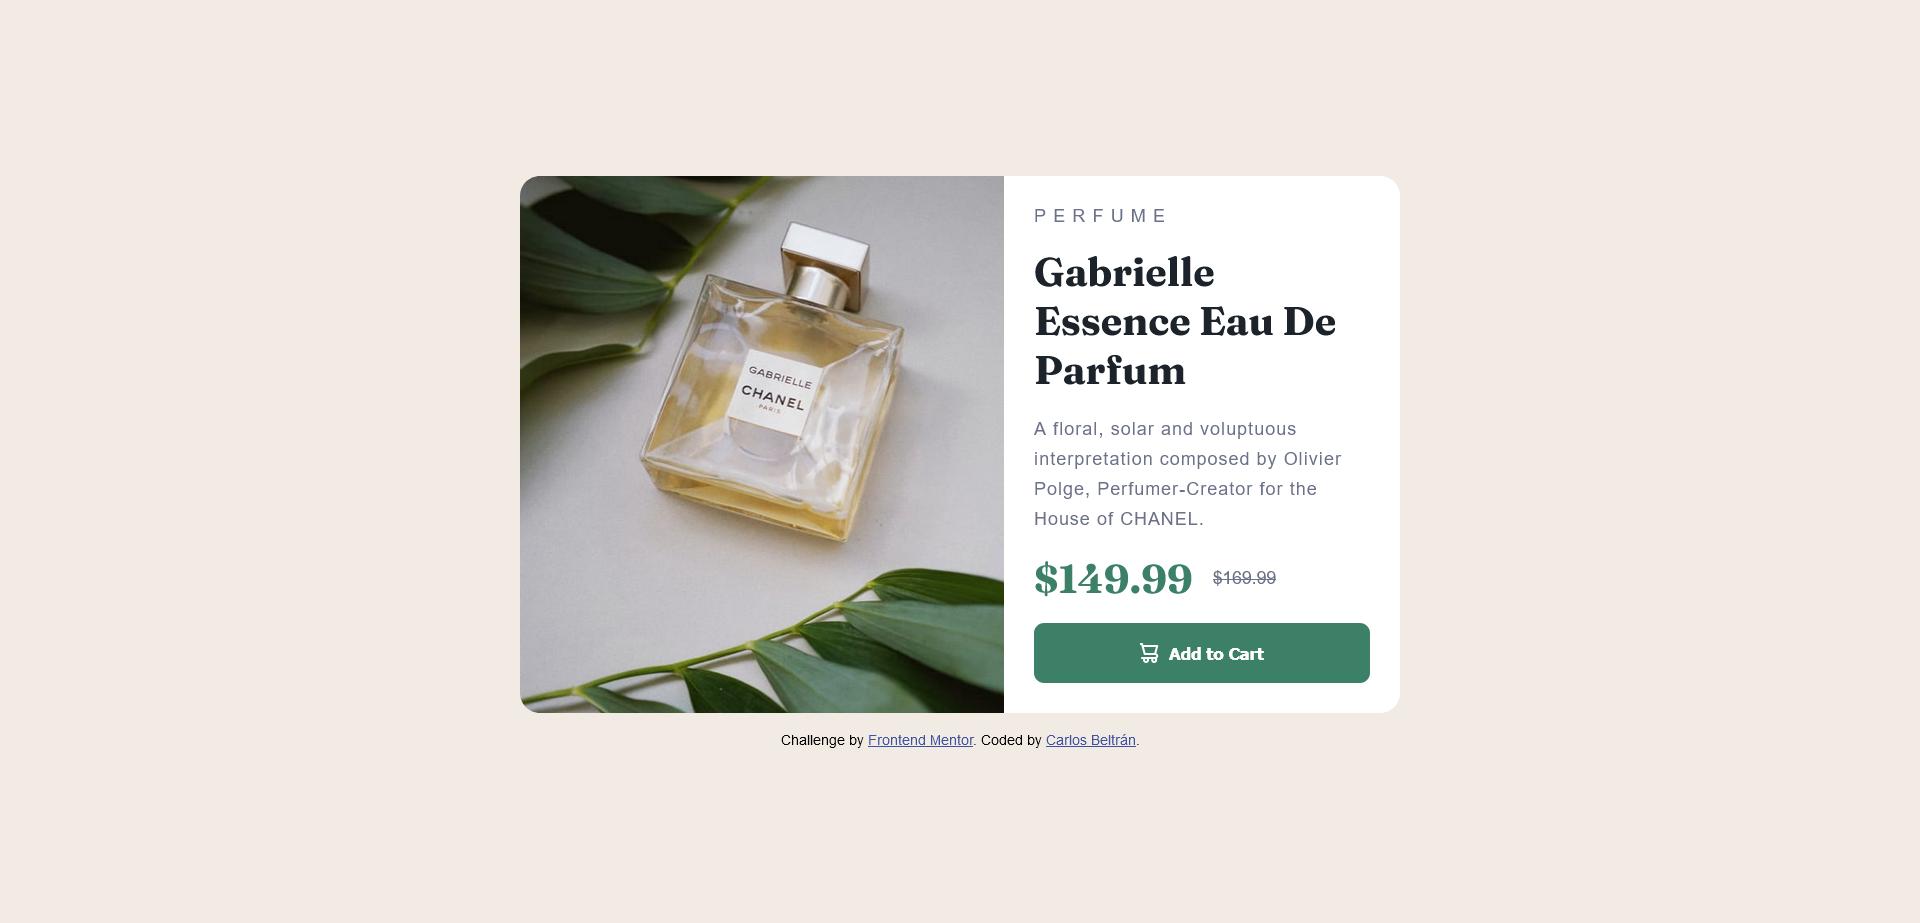 PERFUME
Gabrielle
Essence Eau De
Parfum
GABRIELLE
CHANEL
PARIS
A floral, solar and voluptuous
interpretation composed by Olivier
Polge, Perfumer-Creator for the
House of CHANEL.
$149.99 $169.99
Add to Cart
Challenge by Frontend Mentor. Coded by Carlos Beltrán.